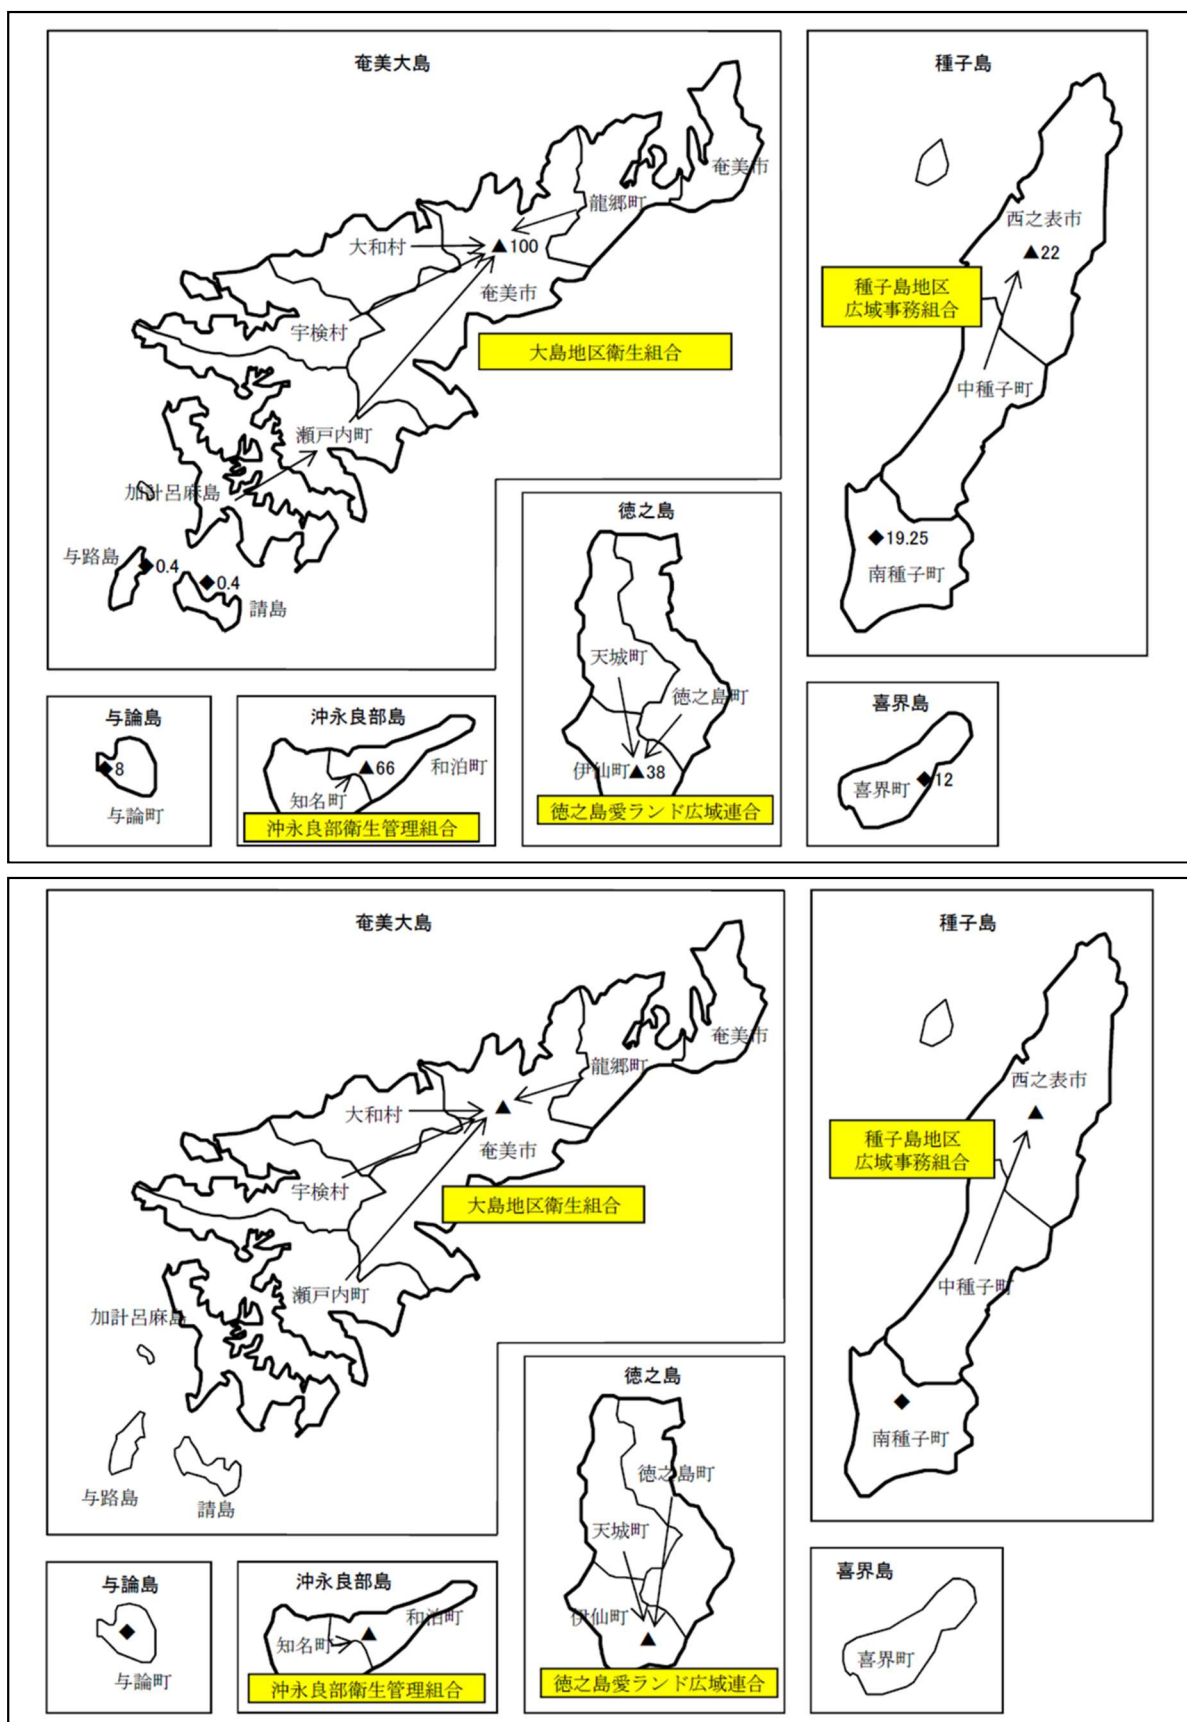 奄美大島
奄美市
龍郷町
大和村
▲100
奄美市
宇検村
大島地区衛生組合
瀬戸内町
加計呂麻島
与路島
◆0.4
◆0.4
請島
種子島
西之表市
▲22
種子島地区
広域事務組合
中種子町
◆19.25
南種子町
徳之島
天城町
徳之島町
伊仙町▲38
徳之島愛ランド広域連合
与論島
◆8
与論町
沖永良部島
▲66
和泊町
知名町
沖永良部衛生管理組合
喜界島
喜界町
◆12
奄美大島
奄美市
龍郷町
大和村
▲
奄美市
宇検村
大島地区衛生組合
瀬戸内町
加計呂麻島
与路島
請島
種子島
西之表市
▲
種子島地区
広域事務組合
中種子町
◆
南種子町
徳之島
徳之島町
天城町
伊仙町
▲
徳之島愛ランド広域連合
与論島
◆
与論町
沖永良部島
和泊町
知名町
▲
沖永良部衛生管理組合
喜界島
喜界町